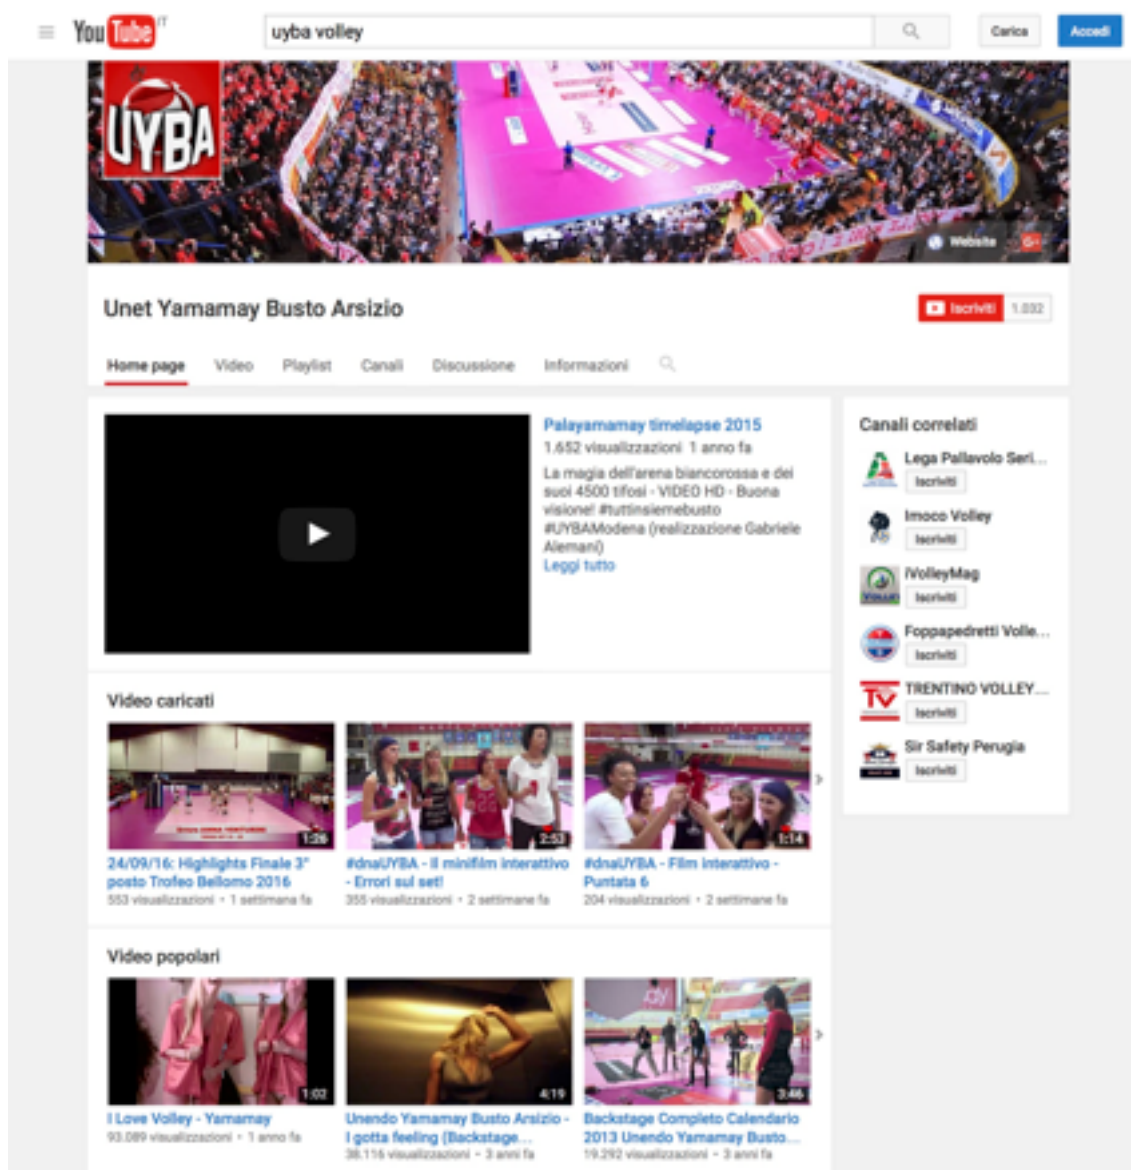 You Tube IT
uyba volley
Carica
Accedi
UYBA
Website
Unet Yamamay Busto Arsizio
Iscriviti 1.032
Home page Video Playlist Canali Discussione Informazioni
Palayamamay timelapse 2015
1.652 visualizzazioni 1 anno fa
La magia dell'arena biancorossa e dei
suoi 4500 tifosi - VIDEO HD - Buona
visione! #tuttinsiemebusto
#UYBAModena (realizzazione Gabriele
Alemani)
Leggi tutto
Canali correlati
Lega Pallavolo Seri...
Iscriviti
Imoco Volley
Iscriviti
iVolleyMag
Iscriviti
Foppapedretti Volle...
Iscriviti
TRENTINO VOLLEY....
Iscriviti
Sir Safety Perugia
Iscriviti
Video caricati
1:26
2:53
1:14
24/09/16: Highlights Finale 3°
posto Trofeo Bellomo 2016
553 visualizzazioni • 1 settimana fa
#dnaUYBA - Il minifilm interattivo
- Errori sul set!
355 visualizzazioni • 2 settimane fa
#dnaUYBA - Film interattivo -
Puntata 6
204 visualizzazioni • 2 settimane fa
Video popolari
1:02
4:19
3:46
I Love Volley - Yamamay
93.089 visualizzazioni • 1 anno fa
Unendo Yamamay Busto Arsizio -
I gotta feeling (Backstage...
38.116 visualizzazioni • 3 anni fa
Backstage Completo Calendario
2013 Unendo Yamamay Busto...
19.292 visualizzazioni • 3 anni fa